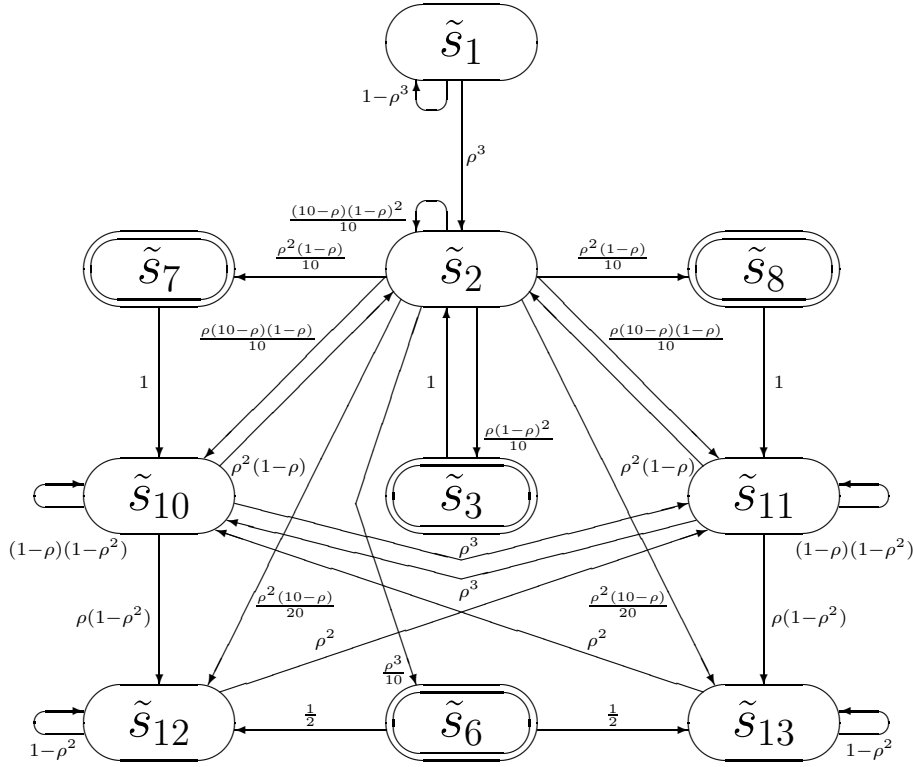 s̃₁
1−ρ³
ρ³
(10−ρ)(1−ρ)²/10
s̃₇
ρ²(1−ρ)/10
s̃₂
ρ²(1−ρ)/10
s̃₈
ρ(10−ρ)(1−ρ)/10
ρ(10−ρ)(1−ρ)/10
1
1
1
ρ(1−ρ)²/10
ρ²(1−ρ)
ρ²(1−ρ)
s̃₁₀
s̃₃
s̃₁₁
(1−ρ)(1−ρ²)
ρ³
(1−ρ)(1−ρ²)
ρ³
ρ(1−ρ²)
ρ²(10−ρ)/20
ρ²(10−ρ)/20
ρ(1−ρ²)
ρ²
ρ²
ρ³/10
s̃₁₂
1/2
s̃₆
1/2
s̃₁₃
1−ρ²
1−ρ²